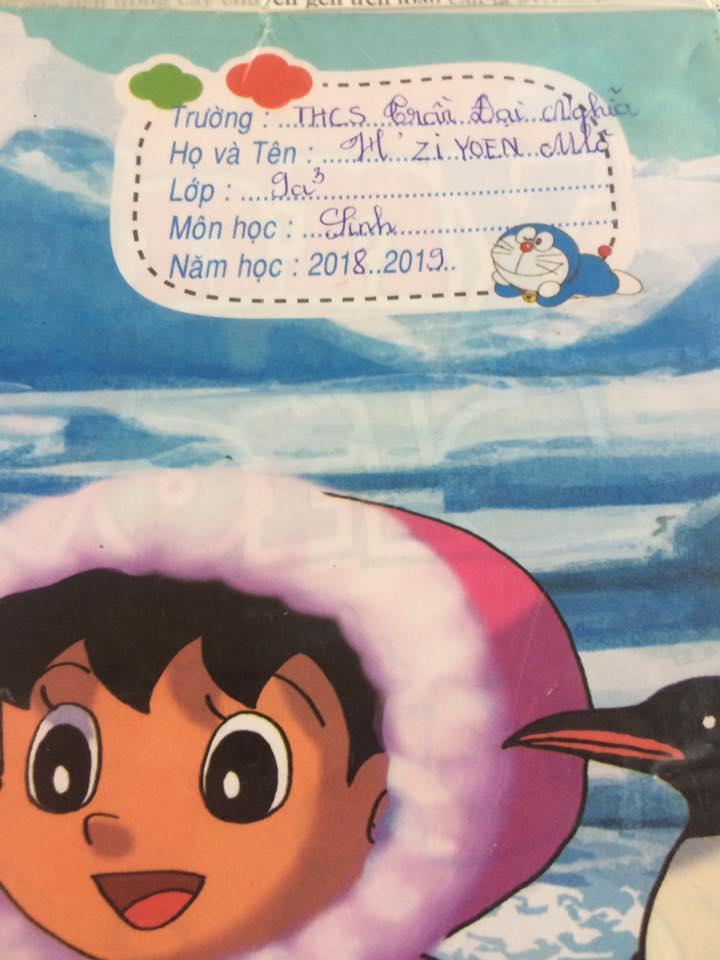 Trường : THCS Trần Đại Nghĩa
Họ và Tên : H' Zi YOEN Mlô
Lớp : 9a3
Môn học : Sinh
Năm học : 2018..2019..